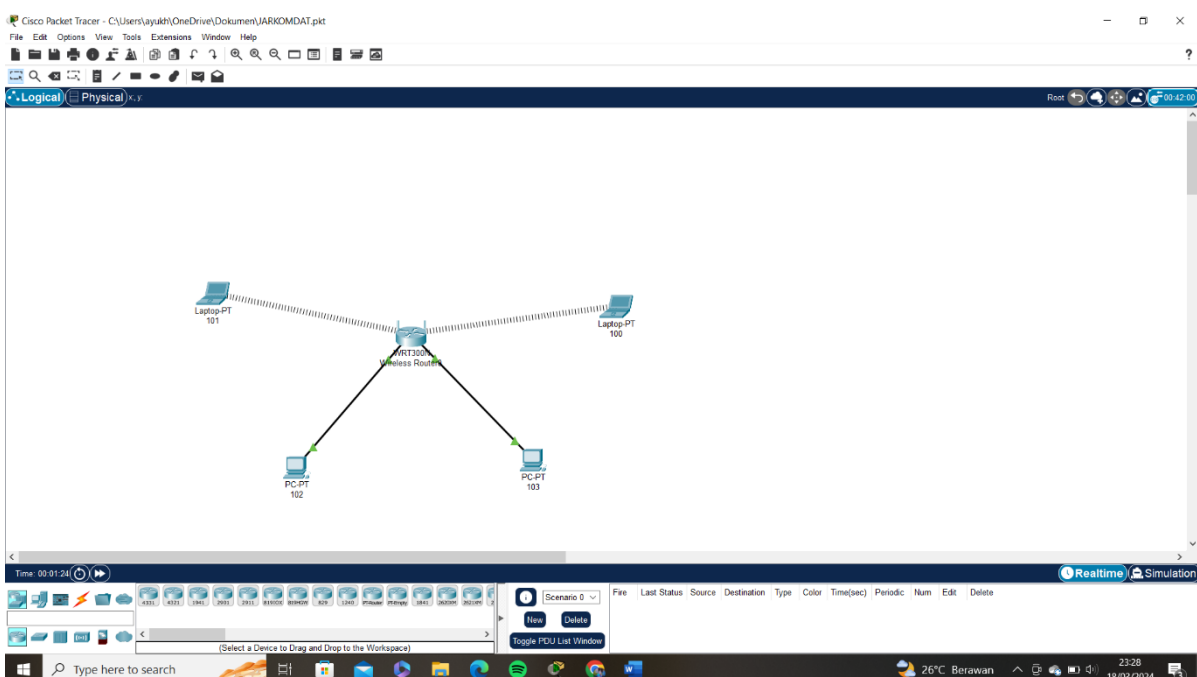 Cisco Packet Tracer - C:\Users\ayukh\OneDrive\Dokumen\JARKOMDAT.pkt
File Edit Options View Tools Extensions Window Help
?
Logical Physical x, y:
Root 00:42:00
Laptop-PT
101
Laptop-PT
100
WRT300N
Wireless Router
PC-PT
102
PC-PT
103
Time: 00:01:24
Realtime Simulation
4331 4321 1941 2901 2911 819HGW 829 1240 PT-Router PT-Empty 1841 2620XM 2621XM
Scenario 0
Fire Last Status Source Destination Type Color Time(sec) Periodic Num Edit Delete
New Delete
Toggle PDU List Window
(Select a Device to Drag and Drop to the Workspace)
Type here to search
26°C Berawan
23:28
18/03/2024